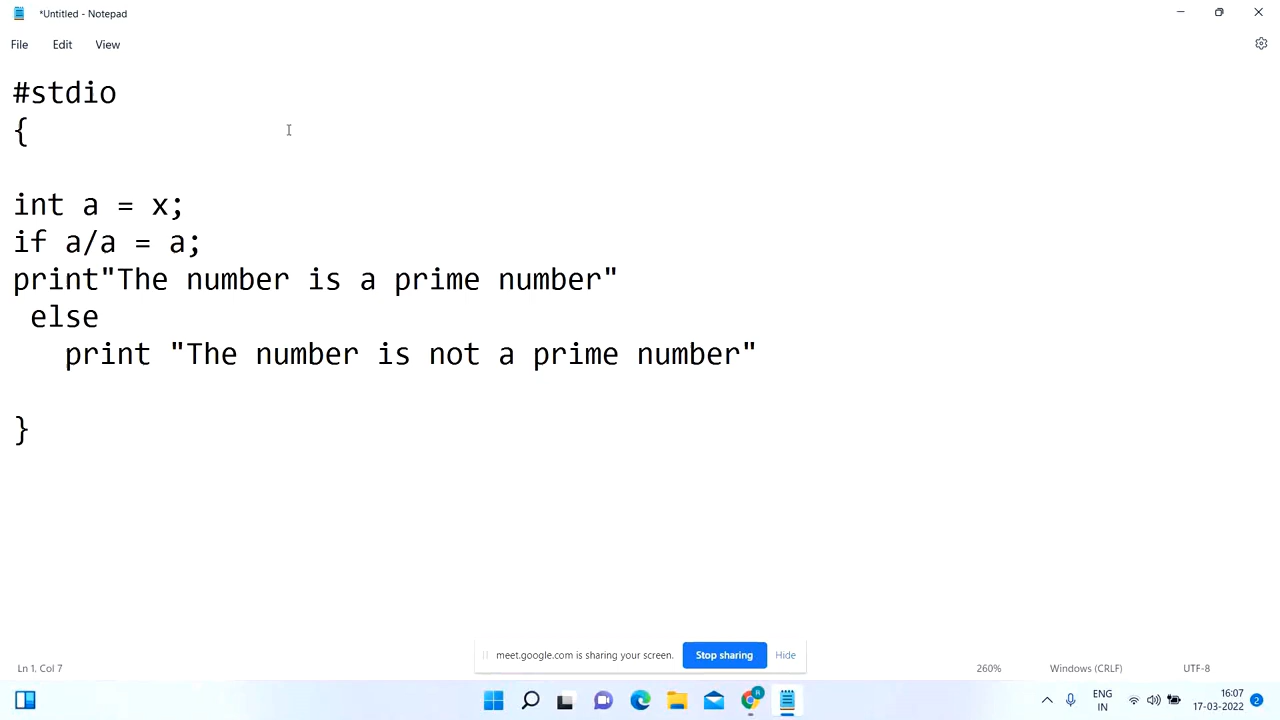 *Untitled - Notepad
File Edit View
#stdio
{
int a = x;
if a/a = a;
print"The number is a prime number"
else
print "The number is not a prime number"
}
meet.google.com is sharing your screen. Stop sharing Hide
Ln 1, Col 7 260% Windows (CRLF) UTF-8
ENG 16:07
IN 17-03-2022 2